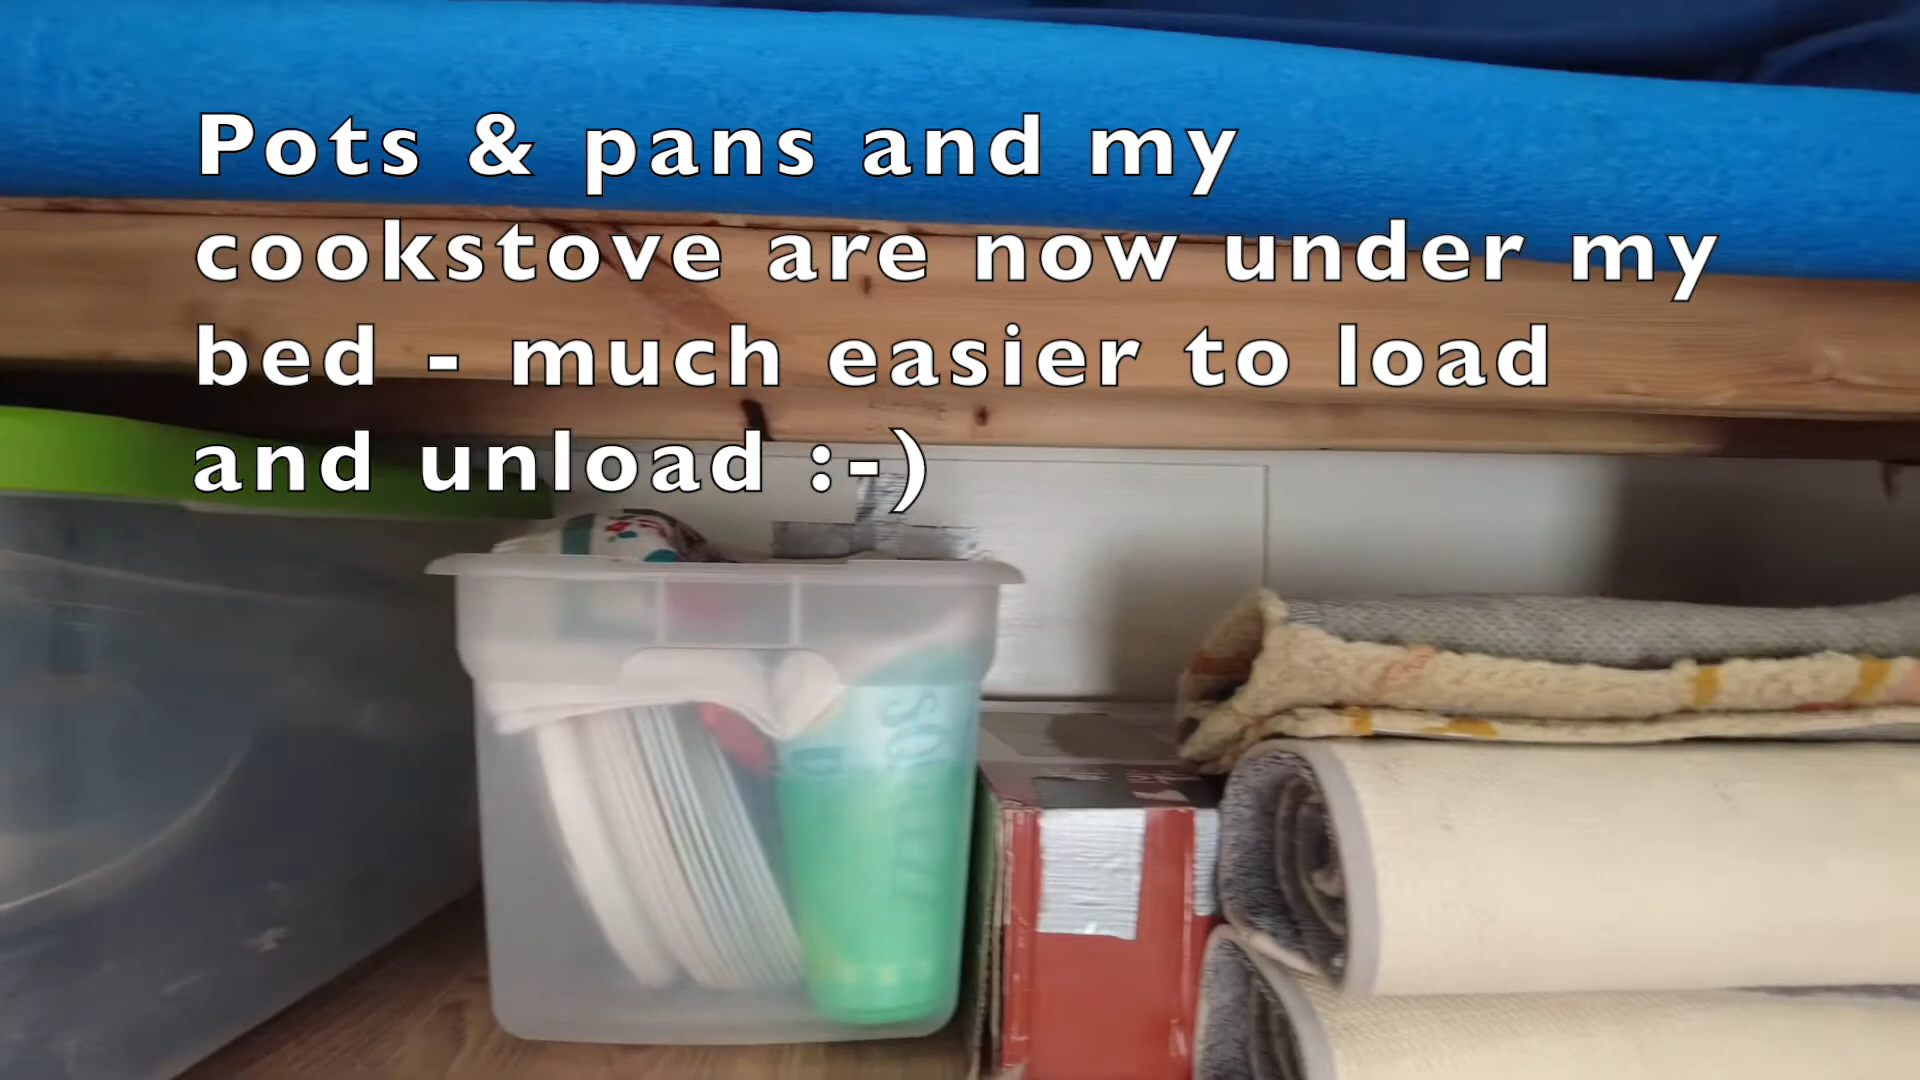 Pots & pans and my
cookstove are now under my
bed - much easier to load
and unload :-)